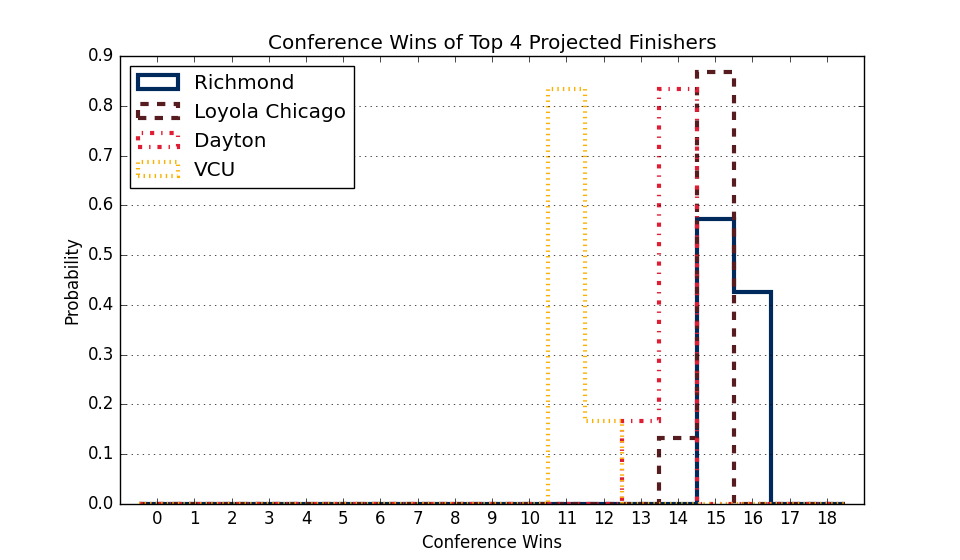 Conference Wins of Top 4 Projected Finishers
0.9
0.8
0.7
0.6
0.5
0.4
0.3
0.2
0.1
0.0
Probability
Richmond
Loyola Chicago
Dayton
VCU
0 1 2 3 4 5 6 7 8 9 10 11 12 13 14 15 16 17 18
Conference Wins